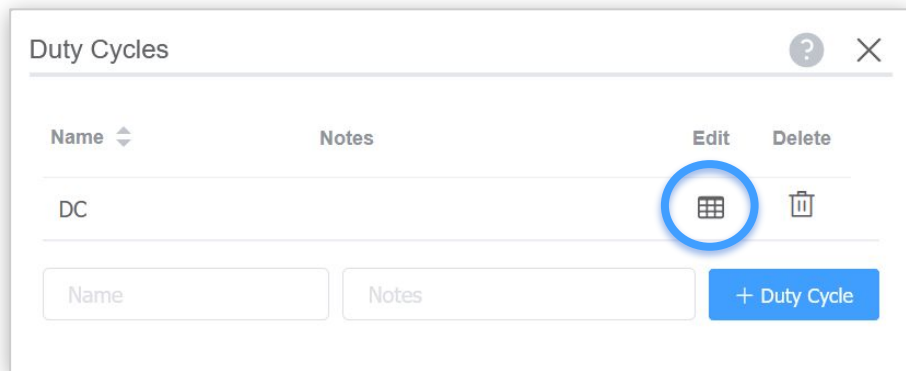 Duty Cycles ?
Name Notes Edit Delete
DC
Name Notes + Duty Cycle